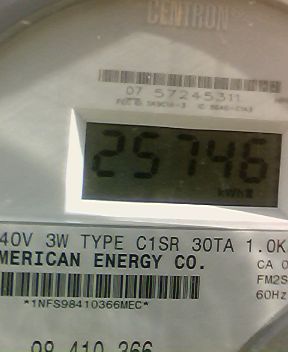 CENTRON
07 57245311
25746
kWh
40V 3W TYPE C1SR 30TA 1.0K
MERICAN ENERGY CO.
CA 0
FM2S
*1NFS98410366MEC*
60Hz
98 410 366